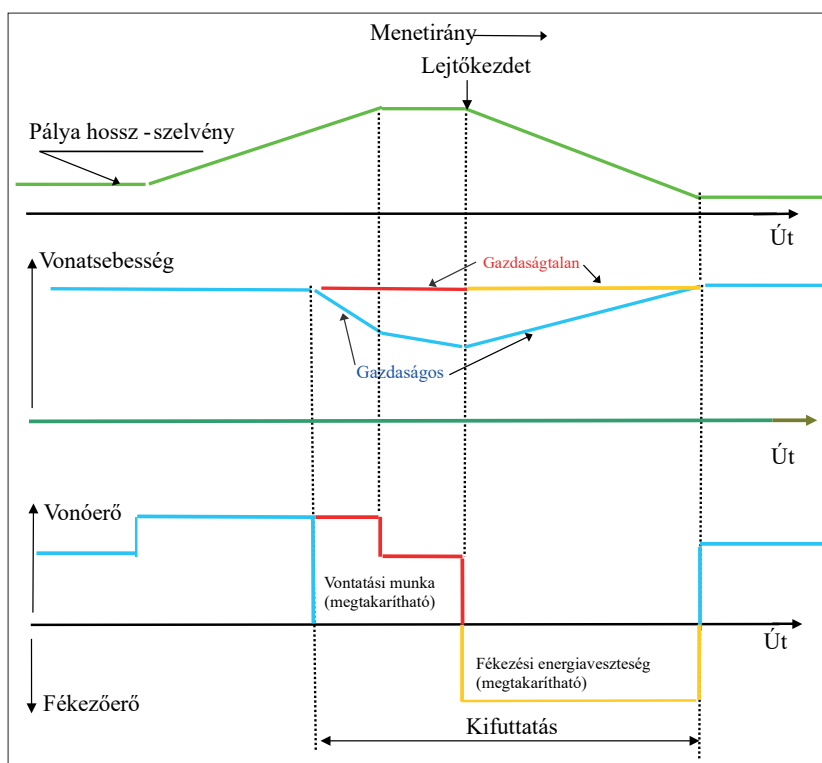 Menetirány
Lejtőkezdet
Pálya hossz -szelvény
Út
Vonatsebesség
Gazdaságtalan
Gazdaságos
Út
Vonóerő
Vontatási munka
(megtakarítható)
Út
Fékezési energiaveszteség
(megtakarítható)
Fékezőerő
Kifuttatás